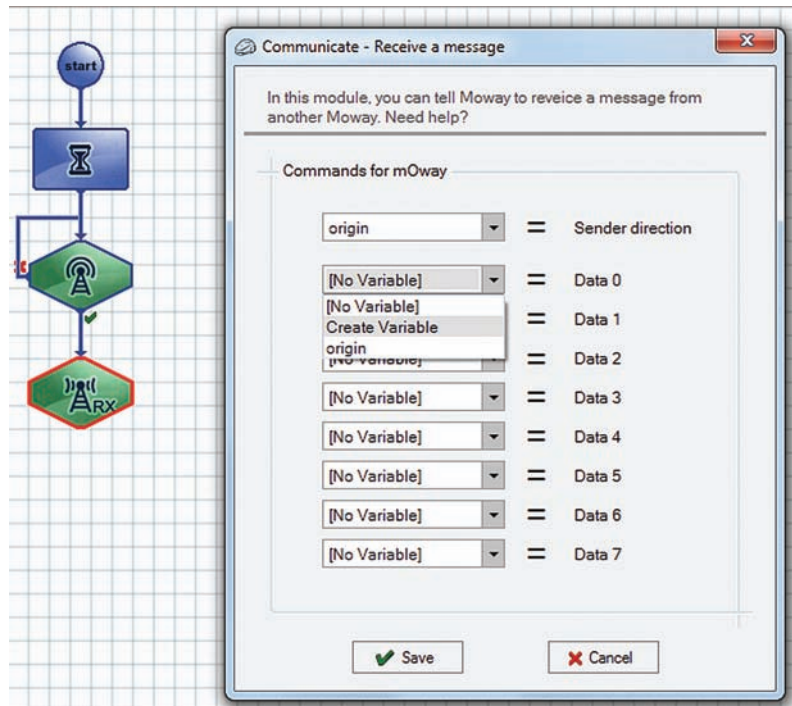 start
RX
Communicate - Receive a message
In this module, you can tell Moway to reveice a message from
another Moway. Need help?
Commands for mOway
origin = Sender direction
[No Variable] = Data 0
[No Variable]
Create Variable = Data 1
origin
[No Variable] = Data 2
[No Variable] = Data 3
[No Variable] = Data 4
[No Variable] = Data 5
[No Variable] = Data 6
[No Variable] = Data 7
Save
Cancel